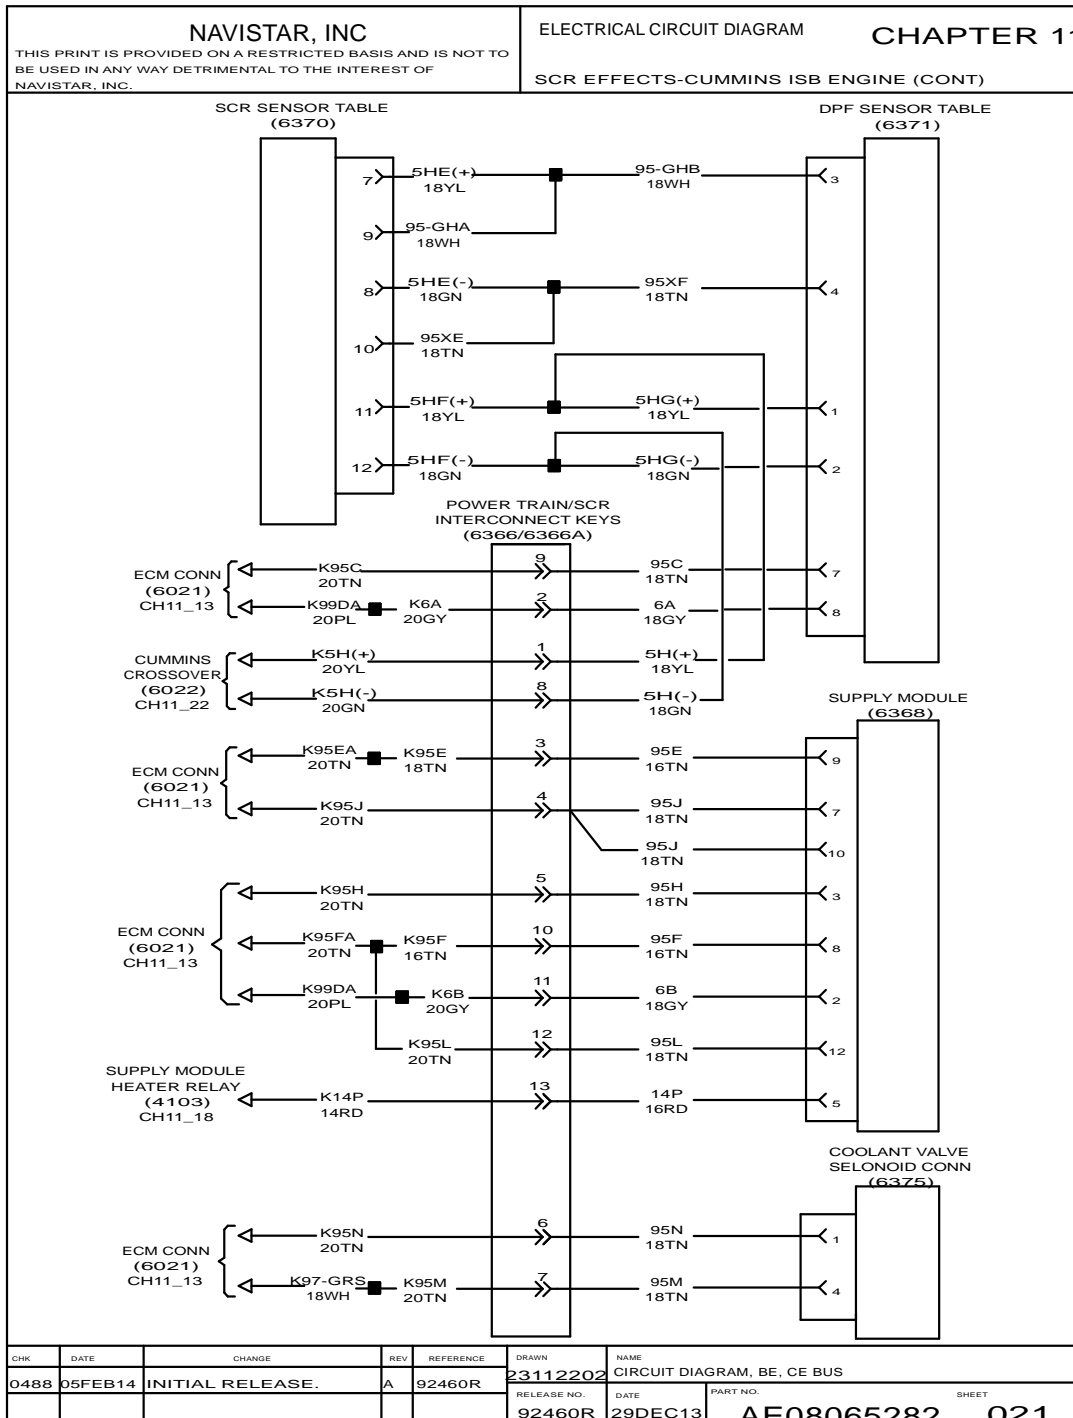 NAVISTAR, INC
THIS PRINT IS PROVIDED ON A RESTRICTED BASIS AND IS NOT TO
BE USED IN ANY WAY DETRIMENTAL TO THE INTEREST OF
NAVISTAR, INC.
ELECTRICAL CIRCUIT DIAGRAM
CHAPTER 11
SCR EFFECTS-CUMMINS ISB ENGINE (CONT)
SCR SENSOR TABLE
(6370)
DPF SENSOR TABLE
(6371)
7 5HE(+) 95-GHB 3
18YL 18WH
9 95-GHA
18WH
8 5HE(-) 95XF 4
18GN 18TN
10 95XE
18TN
11 5HF(+) 5HG(+) 1
18YL 18YL
12 5HF(-) 5HG(-) 2
18GN 18GN
POWER TRAIN/SCR
INTERCONNECT KEYS
(6366/6366A)
ECM CONN
(6021)
CH11_13
K95C 9 95C 7
20TN 18TN
K99DA K6A 2 6A 8
20PL 20GY 18GY
CUMMINS
CROSSOVER
(6022)
CH11_22
K5H(+) 1 5H(+)
20YL 18YL
K5H(-) 8 5H(-)
20GN 18GN
SUPPLY MODULE
(6368)
ECM CONN
(6021)
CH11_13
K95EA K95E 3 95E 9
20TN 18TN 16TN
K95J 4 95J 7
20TN 18TN
95J 10
18TN
ECM CONN
(6021)
CH11_13
K95H 5 95H 3
20TN 18TN
K95FA K95F 10 95F 8
20TN 16TN 16TN
K99DA K6B 11 6B 2
20PL 20GY 18GY
K95L 12 95L 12
20TN 18TN
SUPPLY MODULE
HEATER RELAY
(4103)
CH11_18
K14P 13 14P 5
14RD 16RD
COOLANT VALVE
SELONOID CONN
(6375)
ECM CONN
(6021)
CH11_13
K95N 6 95N 1
20TN 18TN
K97-GRS K95M 7 95M 4
18WH 20TN 18TN
CHK DATE CHANGE REV REFERENCE DRAWN NAME
0488 05FEB14 INITIAL RELEASE. A 92460R 23112202 CIRCUIT DIAGRAM, BE, CE BUS
RELEASE NO. DATE PART NO. SHEET
92460R 29DEC13 AE08065282 021